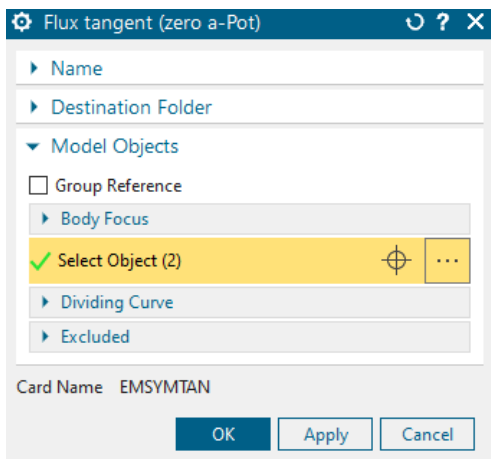 Flux tangent (zero a-Pot)
Name
Destination Folder
Model Objects
Group Reference
Body Focus
Select Object (2)
Dividing Curve
Excluded
Card Name EMSYMTAN
OK Apply Cancel